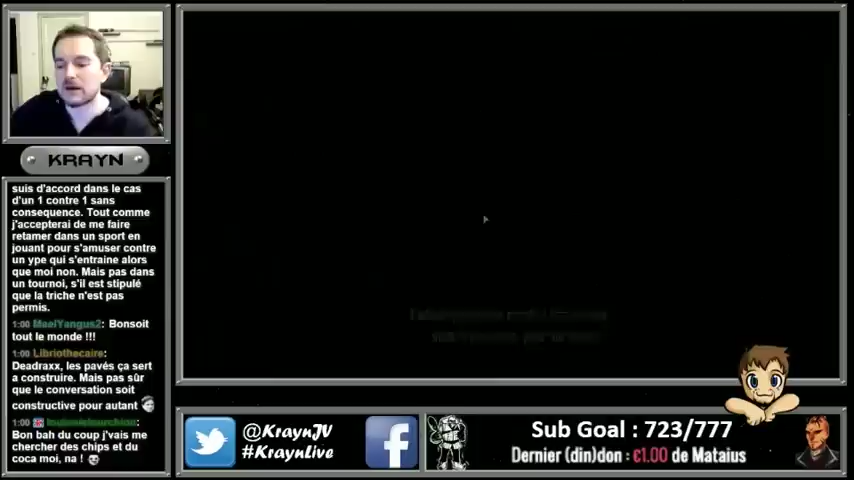 KRAYN
suis d'accord dans le cas
d'un 1 contre 1 sans
consequence. Tout comme
j'accepterai de me faire
retamer dans un sport en
jouant pour s'amuser contre
un ype qui s'entraine alors
que moi non. Mais pas dans
un tournoi, s'il est stipulé
que la triche n'est pas
permis.
1:00 MaelYangus2: Bonsoit
tout le monde !!!
1:00 Libriothecaire:
Deadraxx, les pavés ça sert
a construire. Mais pas sûr
que le conversation soit
constructive pour autant
1:00
Bon bah du coup j'vais me
chercher des chips et du
coca moi, na !
@KraynJV
#KraynLive
Sub Goal : 723/777
Dernier (din)don : €1.00 de Mataius